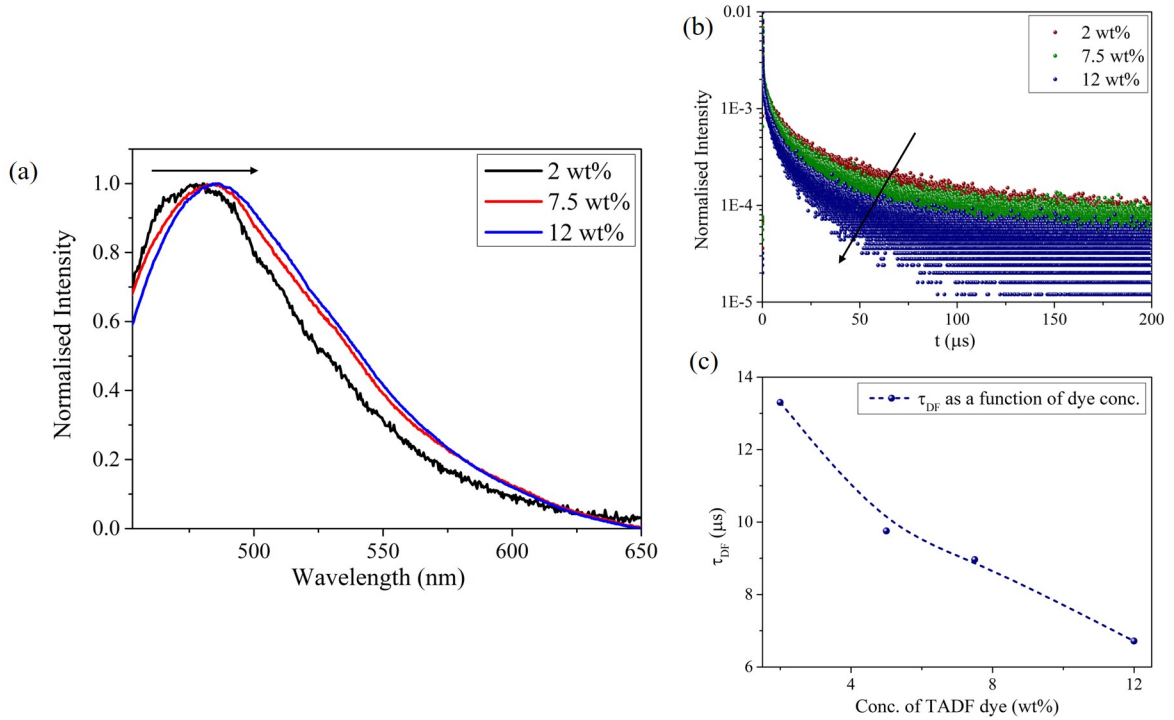 (a)
2 wt%
7.5 wt%
12 wt%
1.0
0.8
0.6
0.4
0.2
0.0
500
550
600
650
Normalised Intensity
Wavelength (nm)
(b)
2 wt%
7.5 wt%
12 wt%
0.01
1E-3
1E-4
1E-5
0
50
100
150
200
Normalised Intensity
t (μs)
(c)
τDF as a function of dye conc.
14
12
10
8
6
4
8
12
τDF (μs)
Conc. of TADF dye (wt%)